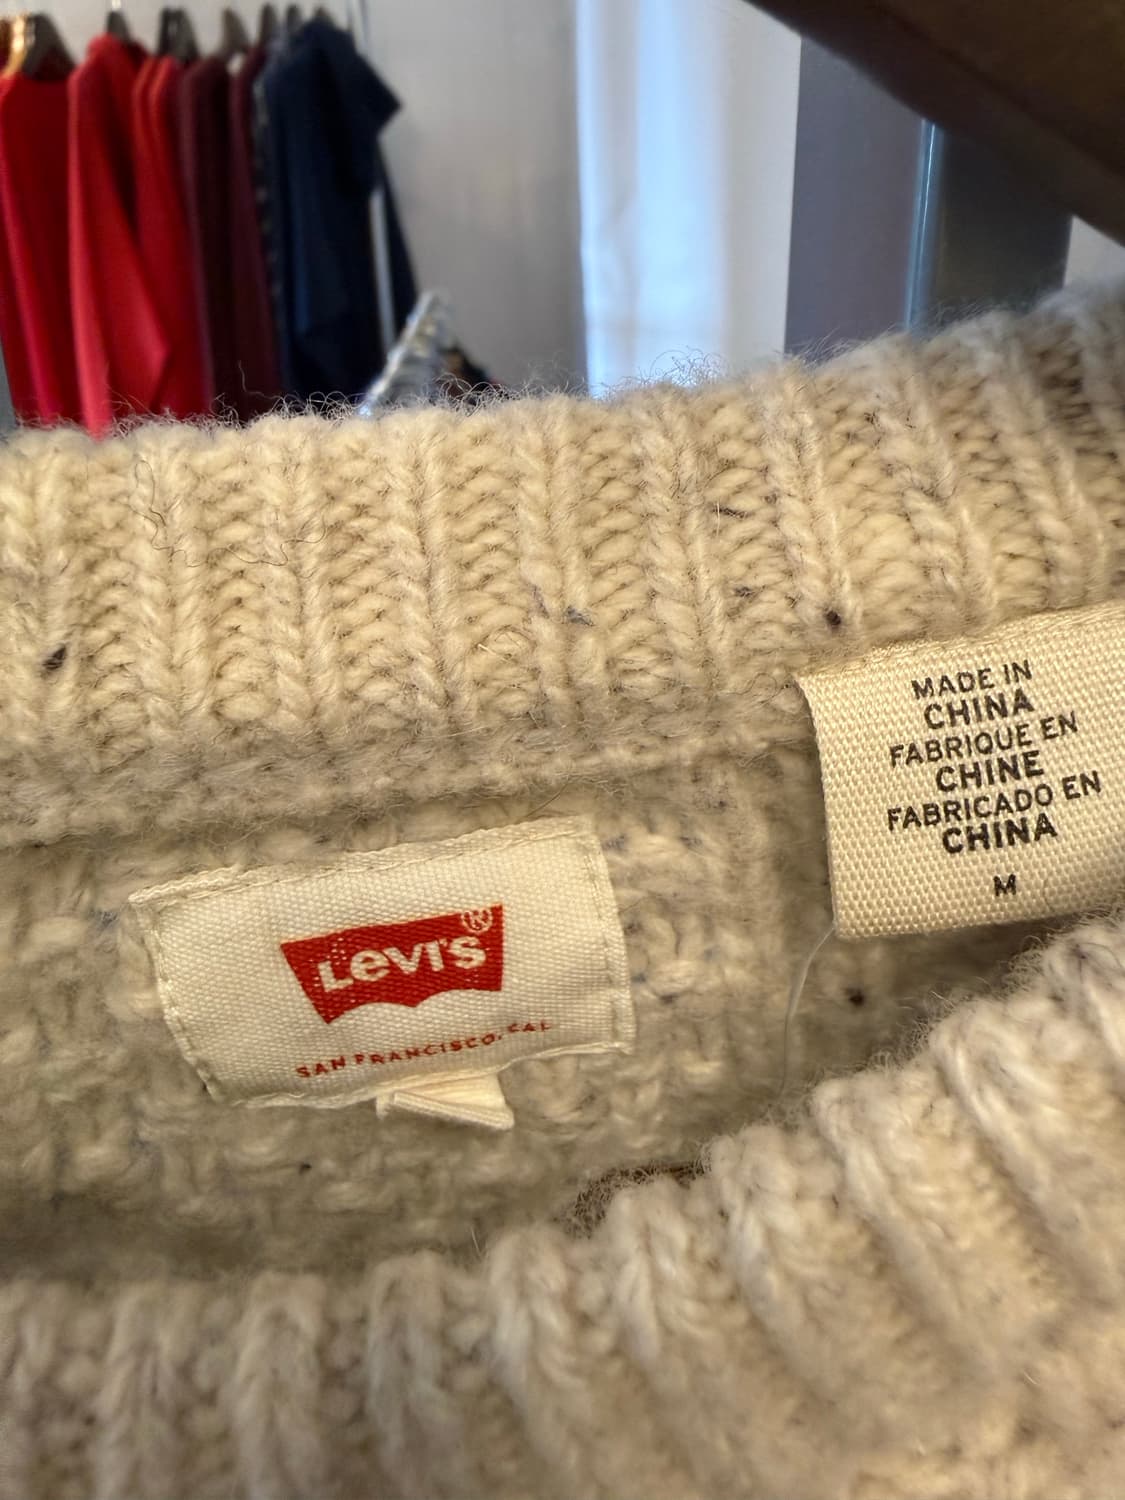 LEVI'S®
SAN FRANCISCO, CAL
MADE IN
CHINA
FABRIQUE EN
CHINE
FABRICADO EN
CHINA
M